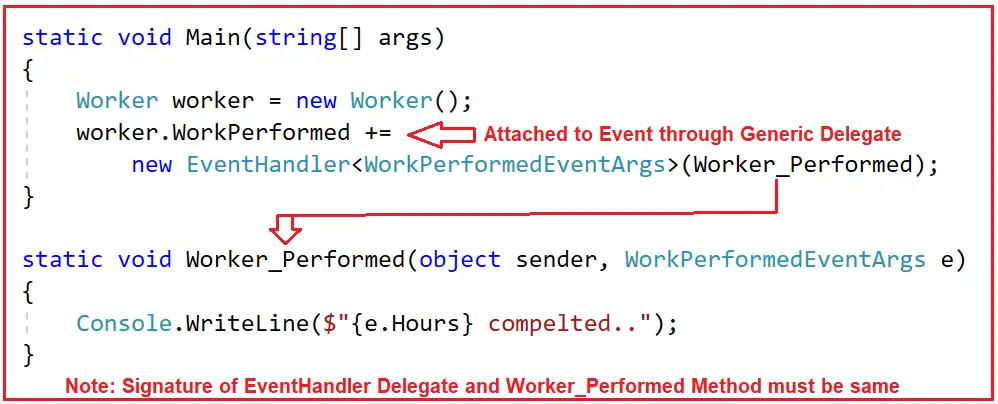 static void Main(string[] args)
{
Worker worker = new Worker();
worker.WorkPerformed += Attached to Event through Generic Delegate
new EventHandler<WorkPerformedEventArgs>(Worker_Performed);
}
static void Worker_Performed(object sender, WorkPerformedEventArgs e)
{
Console.WriteLine($"{e.Hours} compelted..");
}
Note: Signature of EventHandler Delegate and Worker_Performed Method must be same